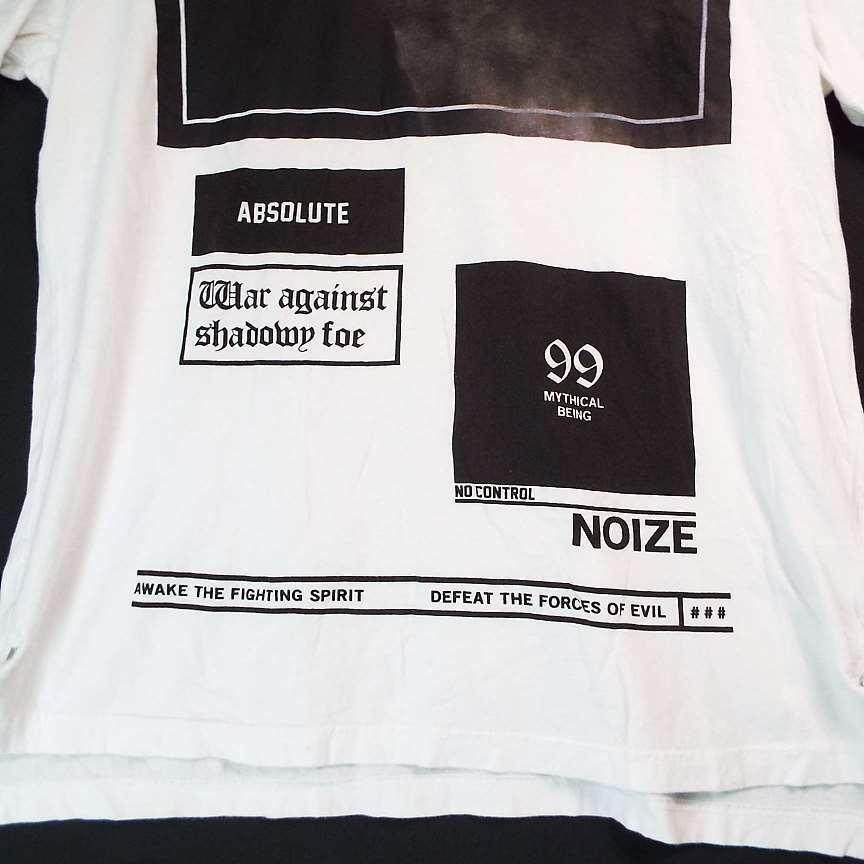 ABSOLUTE
War against
shadowy foe
99
MYTHICAL
BEING
NO CONTROL
NOIZE
AWAKE THE FIGHTING SPIRIT DEFEAT THE FORCES OF EVIL ###